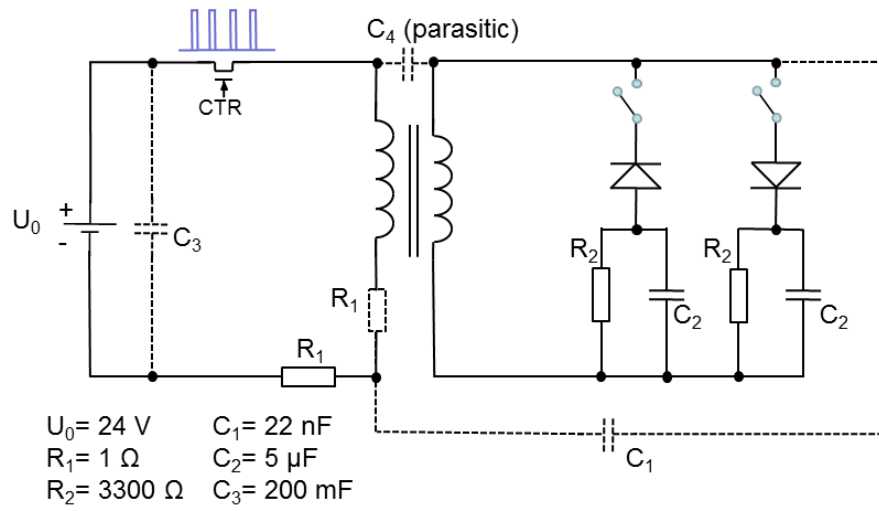 C₄ (parasitic)
CTR
U₀
+
-
C₃
R₁
R₁
R₂
C₂
R₂
C₂
C₁
U₀= 24 V C₁= 22 nF
R₁= 1 Ω C₂= 5 µF
R₂= 3300 Ω C₃= 200 mF